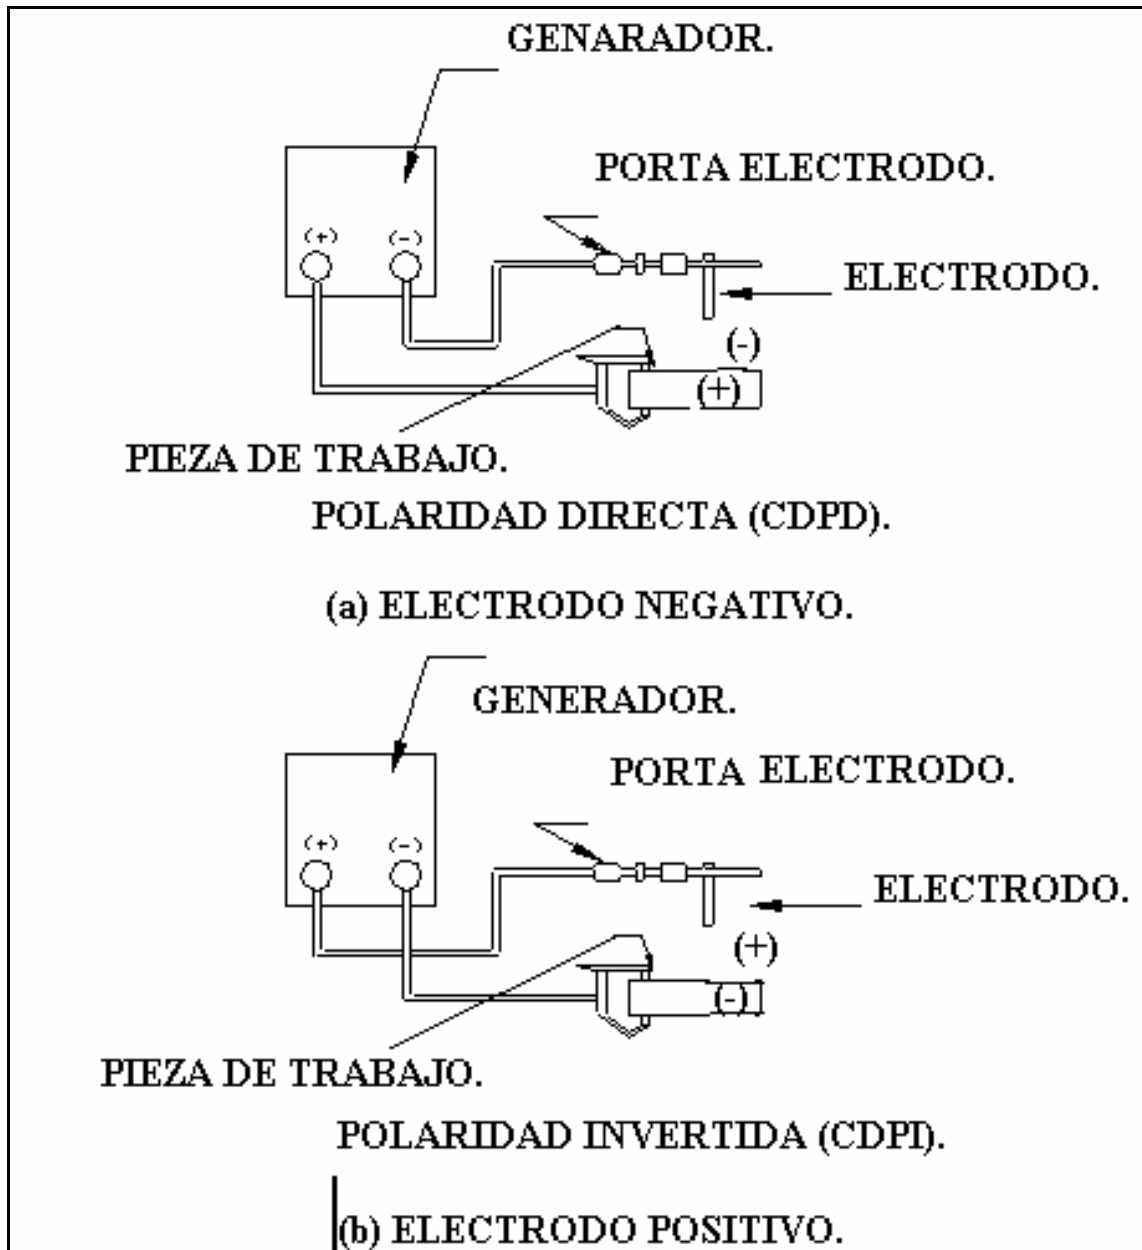 GENARADOR.
PORTA ELECTRODO.
(+) (-)
ELECTRODO.
(-)
(+)
PIEZA DE TRABAJO.
POLARIDAD DIRECTA (CDPD).
(a) ELECTRODO NEGATIVO.
GENERADOR.
PORTA ELECTRODO.
(+) (-)
ELECTRODO.
(+)
(-)
PIEZA DE TRABAJO.
POLARIDAD INVERTIDA (CDPI).
(b) ELECTRODO POSITIVO.